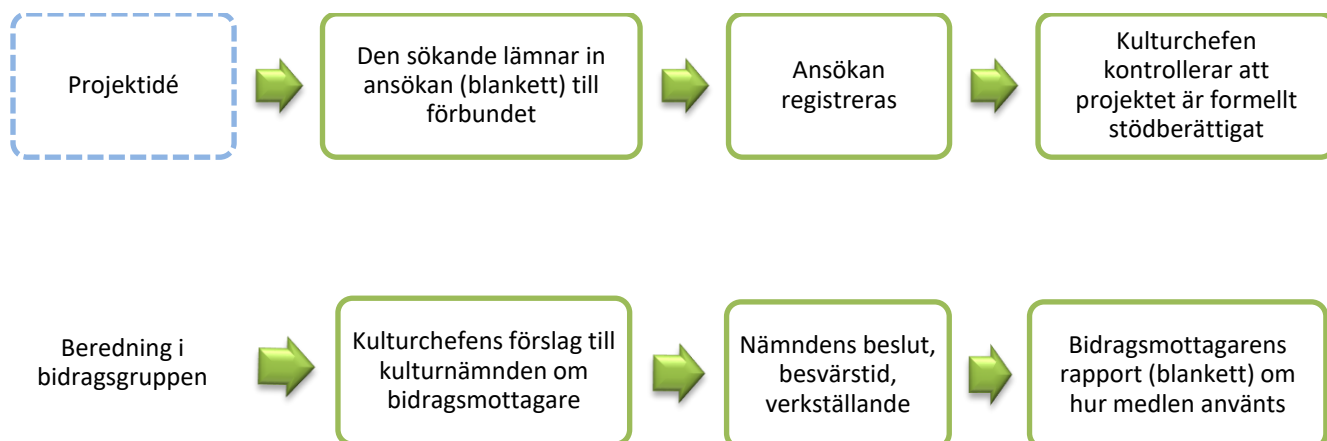 Projektidé
Den sökande lämnar in
ansökan (blankett) till
förbundet
Ansökan
registreras
Kulturchefen
kontrollerar att
projektet är formellt
stödberättigat
Beredning i
bidragsgruppen
Kulturchefens förslag till
kulturnämnden om
bidragsmottagare
Nämndens beslut,
besvärstid,
verkställande
Bidragsmottagarens
rapport (blankett) om
hur medlen använts